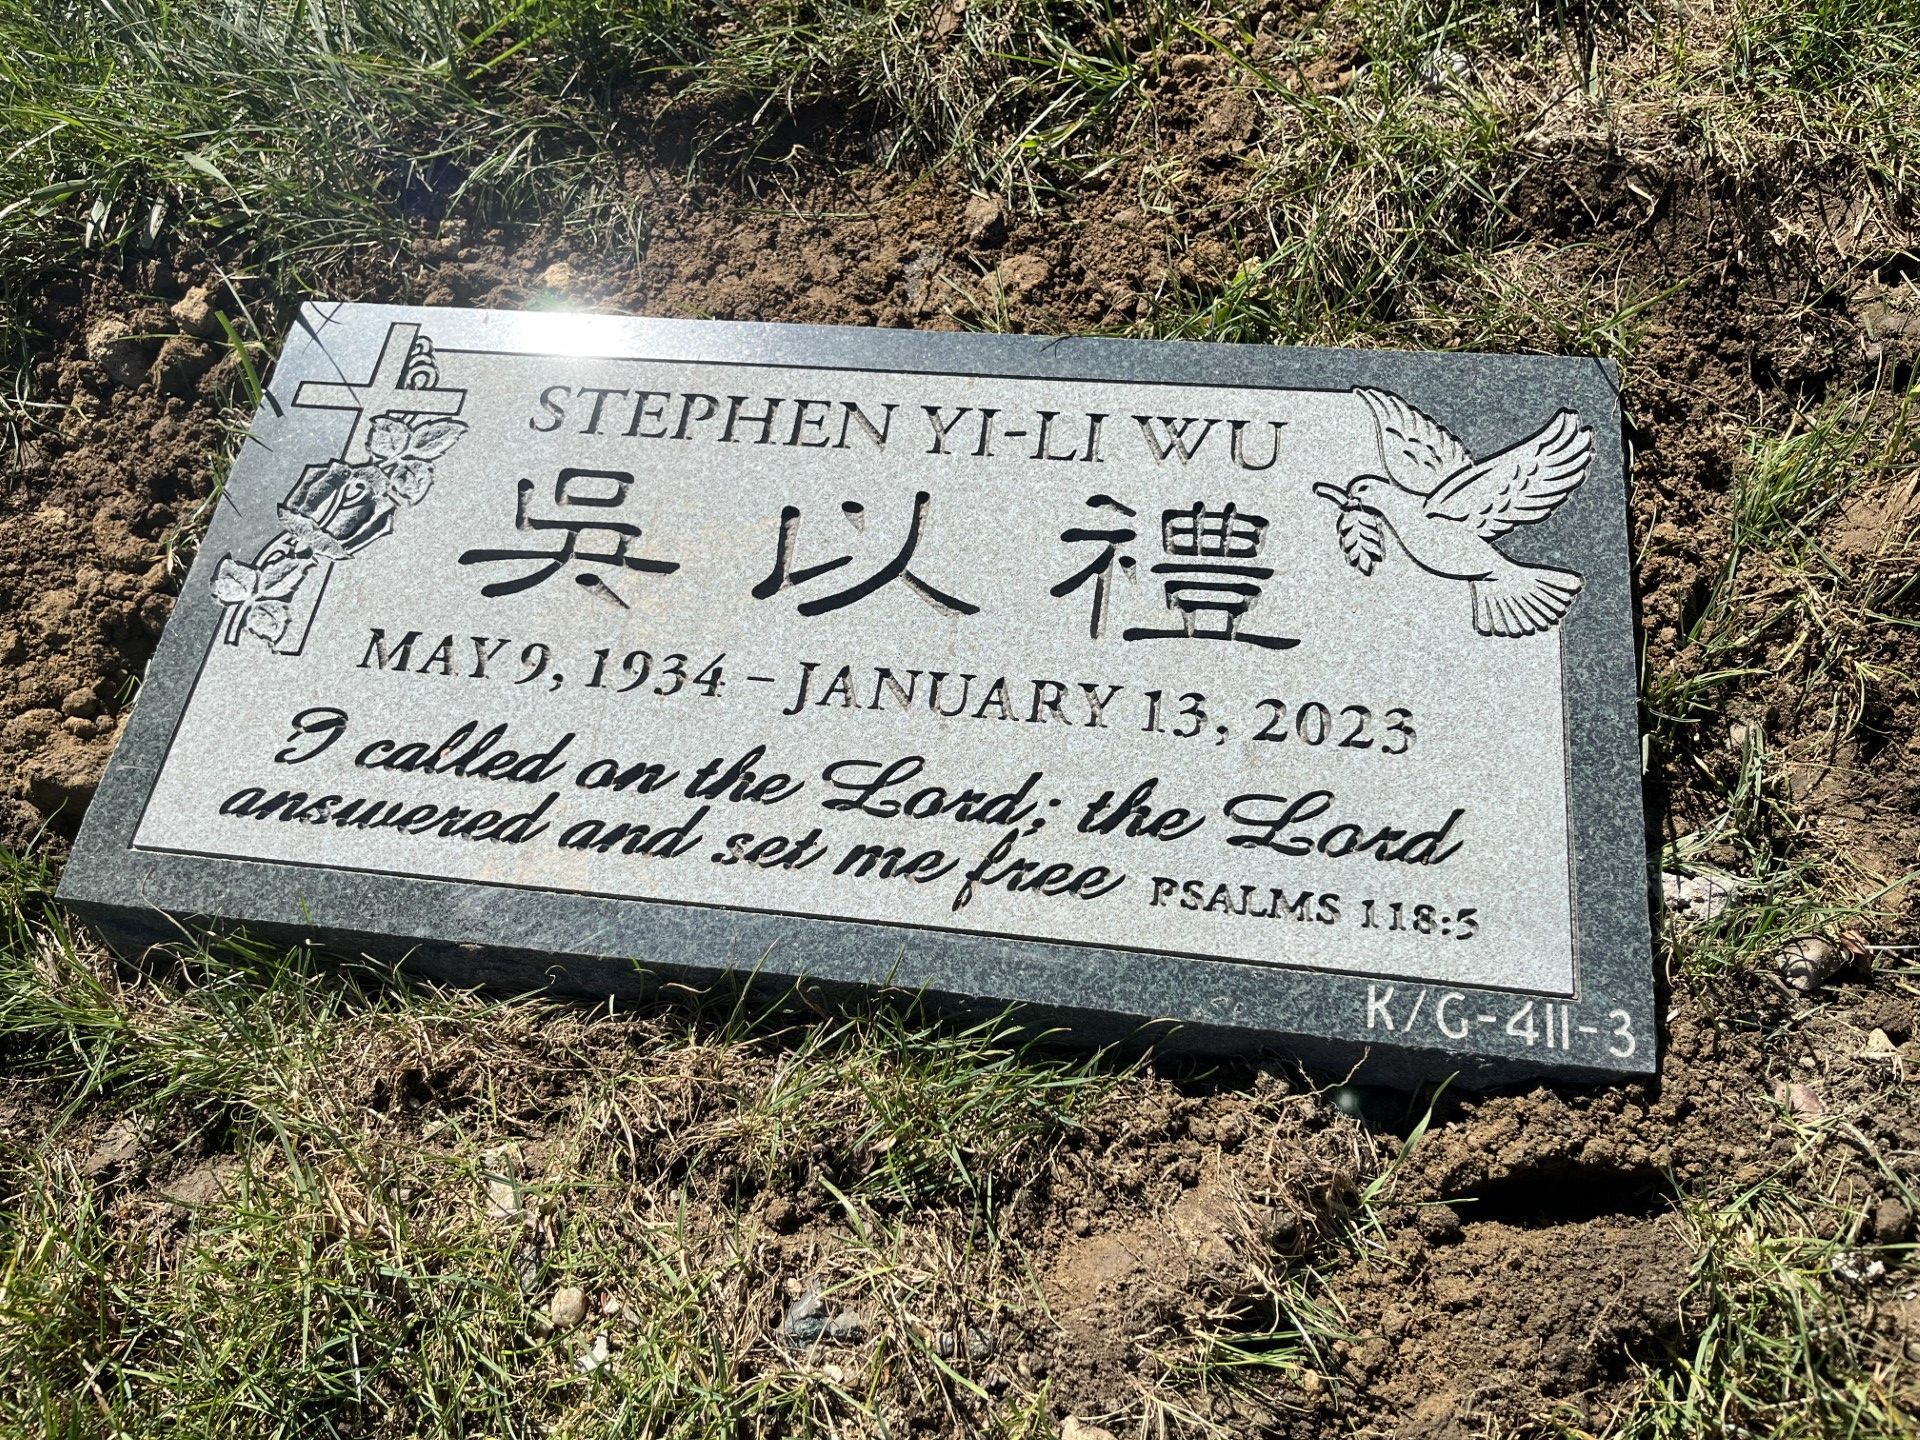 STEPHEN YI-LI WU
吳以禮
MAY 9, 1934 – JANUARY 13, 2023
I called on the Lord; the Lord
answered and set me free PSALMS 118:5
K/G-411-3